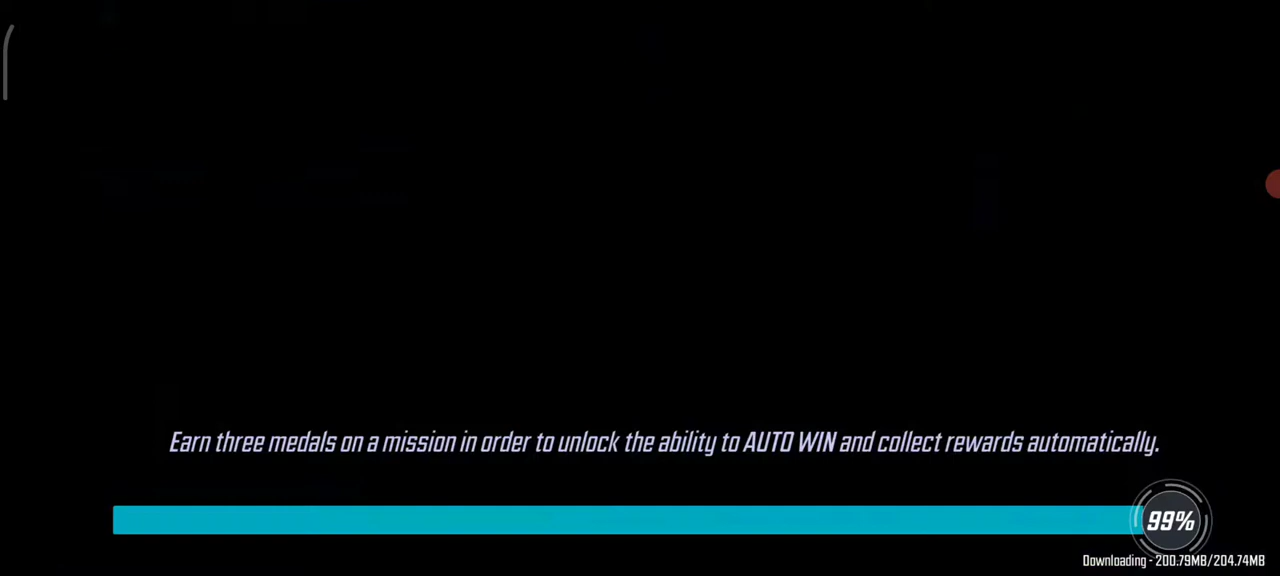 Earn three medals on a mission in order to unlock the ability to AUTO WIN and collect rewards automatically.
99%
Downloading - 200.79MB/204.74MB